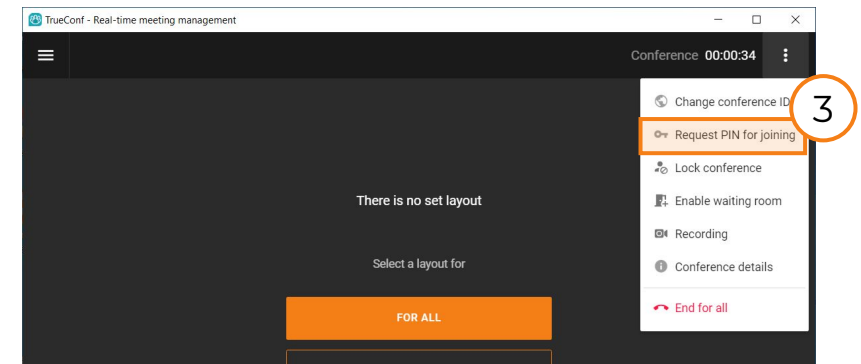 TrueConf - Real-time meeting management
Conference 00:00:34
Change conference ID
3
Request PIN for joining
Lock conference
There is no set layout
Enable waiting room
Recording
Select a layout for
Conference details
FOR ALL
End for all